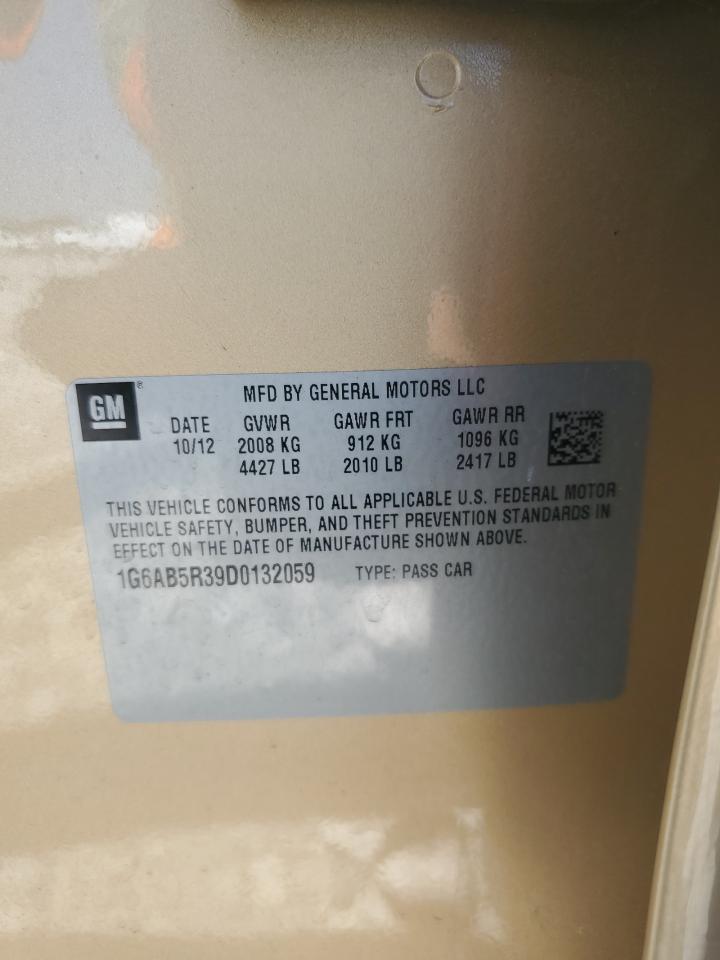 GM®
MFD BY GENERAL MOTORS LLC
DATE GVWR GAWR FRT GAWR RR
10/12 2008 KG 912 KG 1096 KG
4427 LB 2010 LB 2417 LB
THIS VEHICLE CONFORMS TO ALL APPLICABLE U.S. FEDERAL MOTOR
VEHICLE SAFETY, BUMPER, AND THEFT PREVENTION STANDARDS IN
EFFECT ON THE DATE OF MANUFACTURE SHOWN ABOVE.
1G6AB5R39D0132059 TYPE: PASS CAR